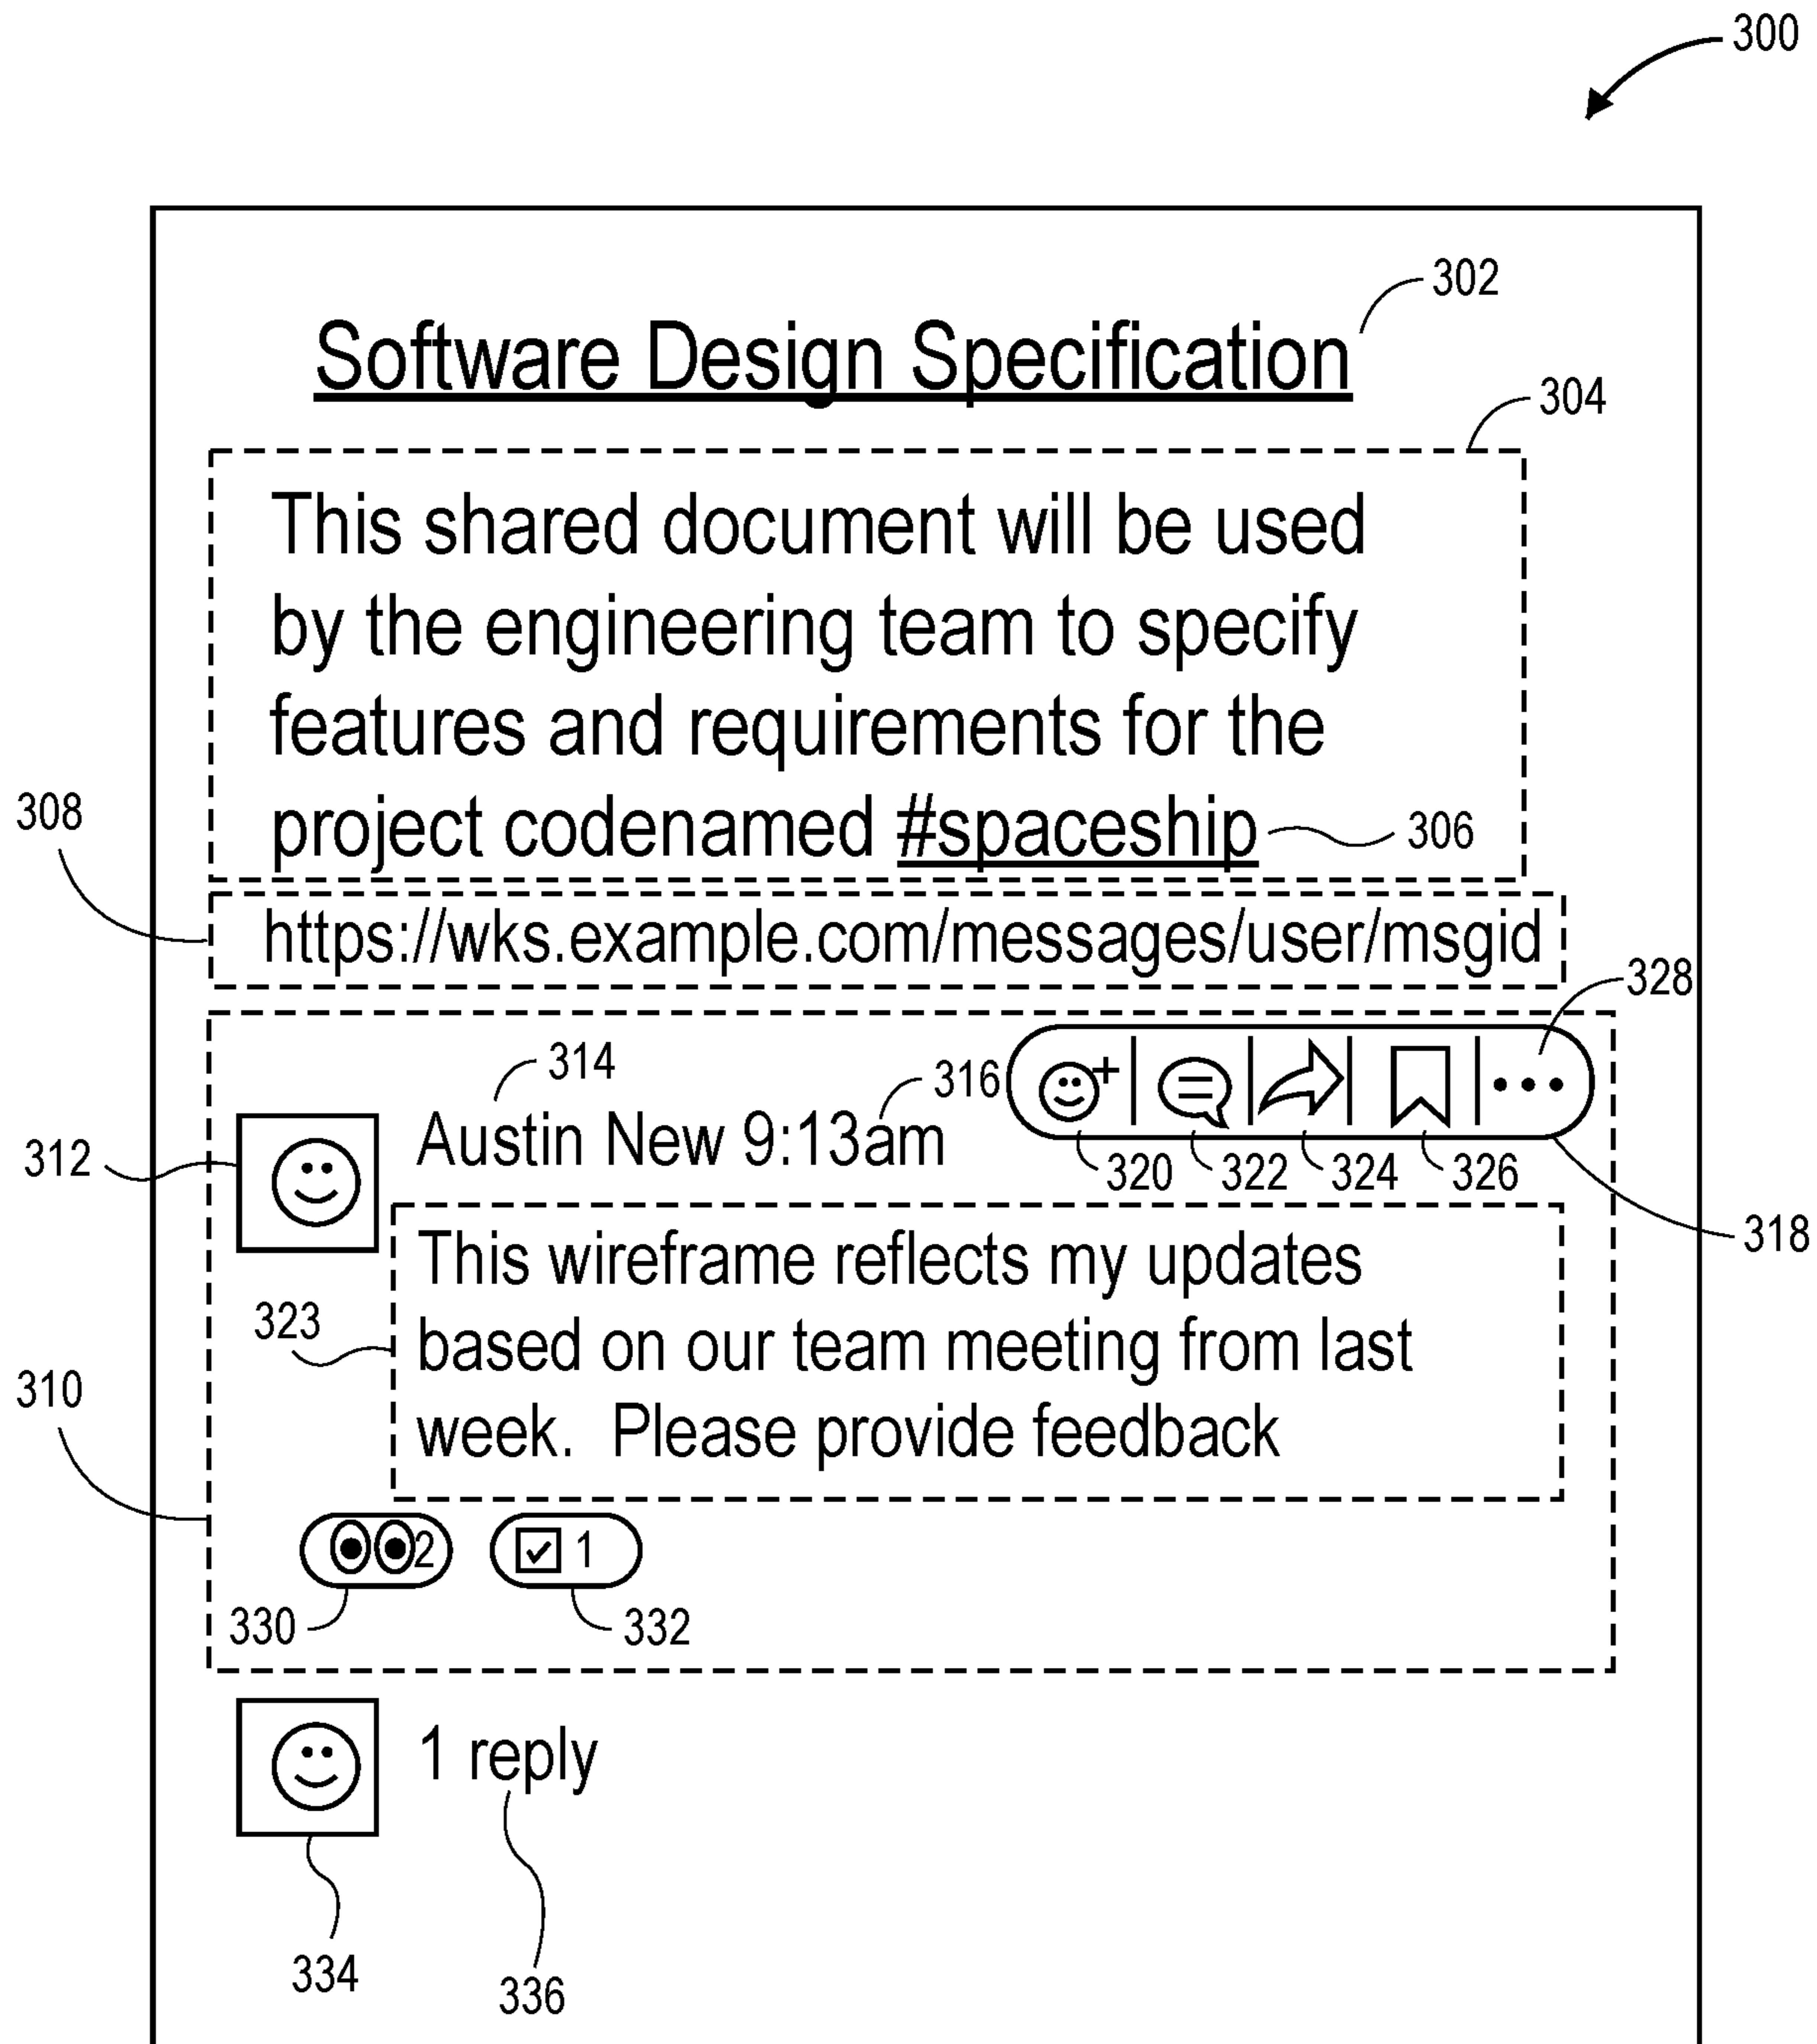 300
302
Software Design Specification
304
This shared document will be used
by the engineering team to specify
features and requirements for the
308
project codenamed #spaceship
306
https://wks.example.com/messages/user/msgid
328
314
316
312
Austin New 9:13am
320 322 324 326
318
This wireframe reflects my updates
323
based on our team meeting from last
310
week.  Please provide feedback
2
1
330
332
1 reply
334
336